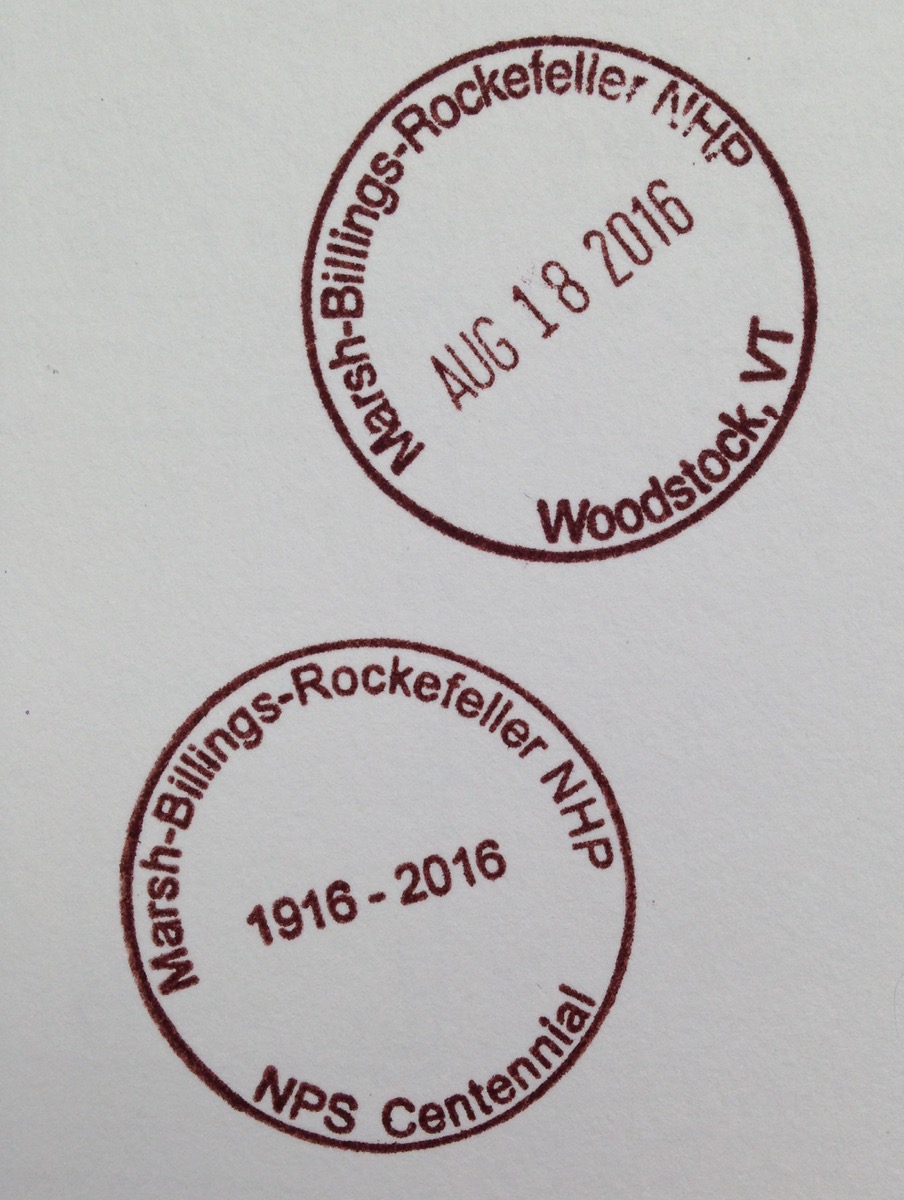 Marsh-Billings-Rockefeller NHP
AUG 18 2016
Woodstock, VT
Marsh-Billings-Rockefeller NHP
1916 - 2016
NPS Centennial